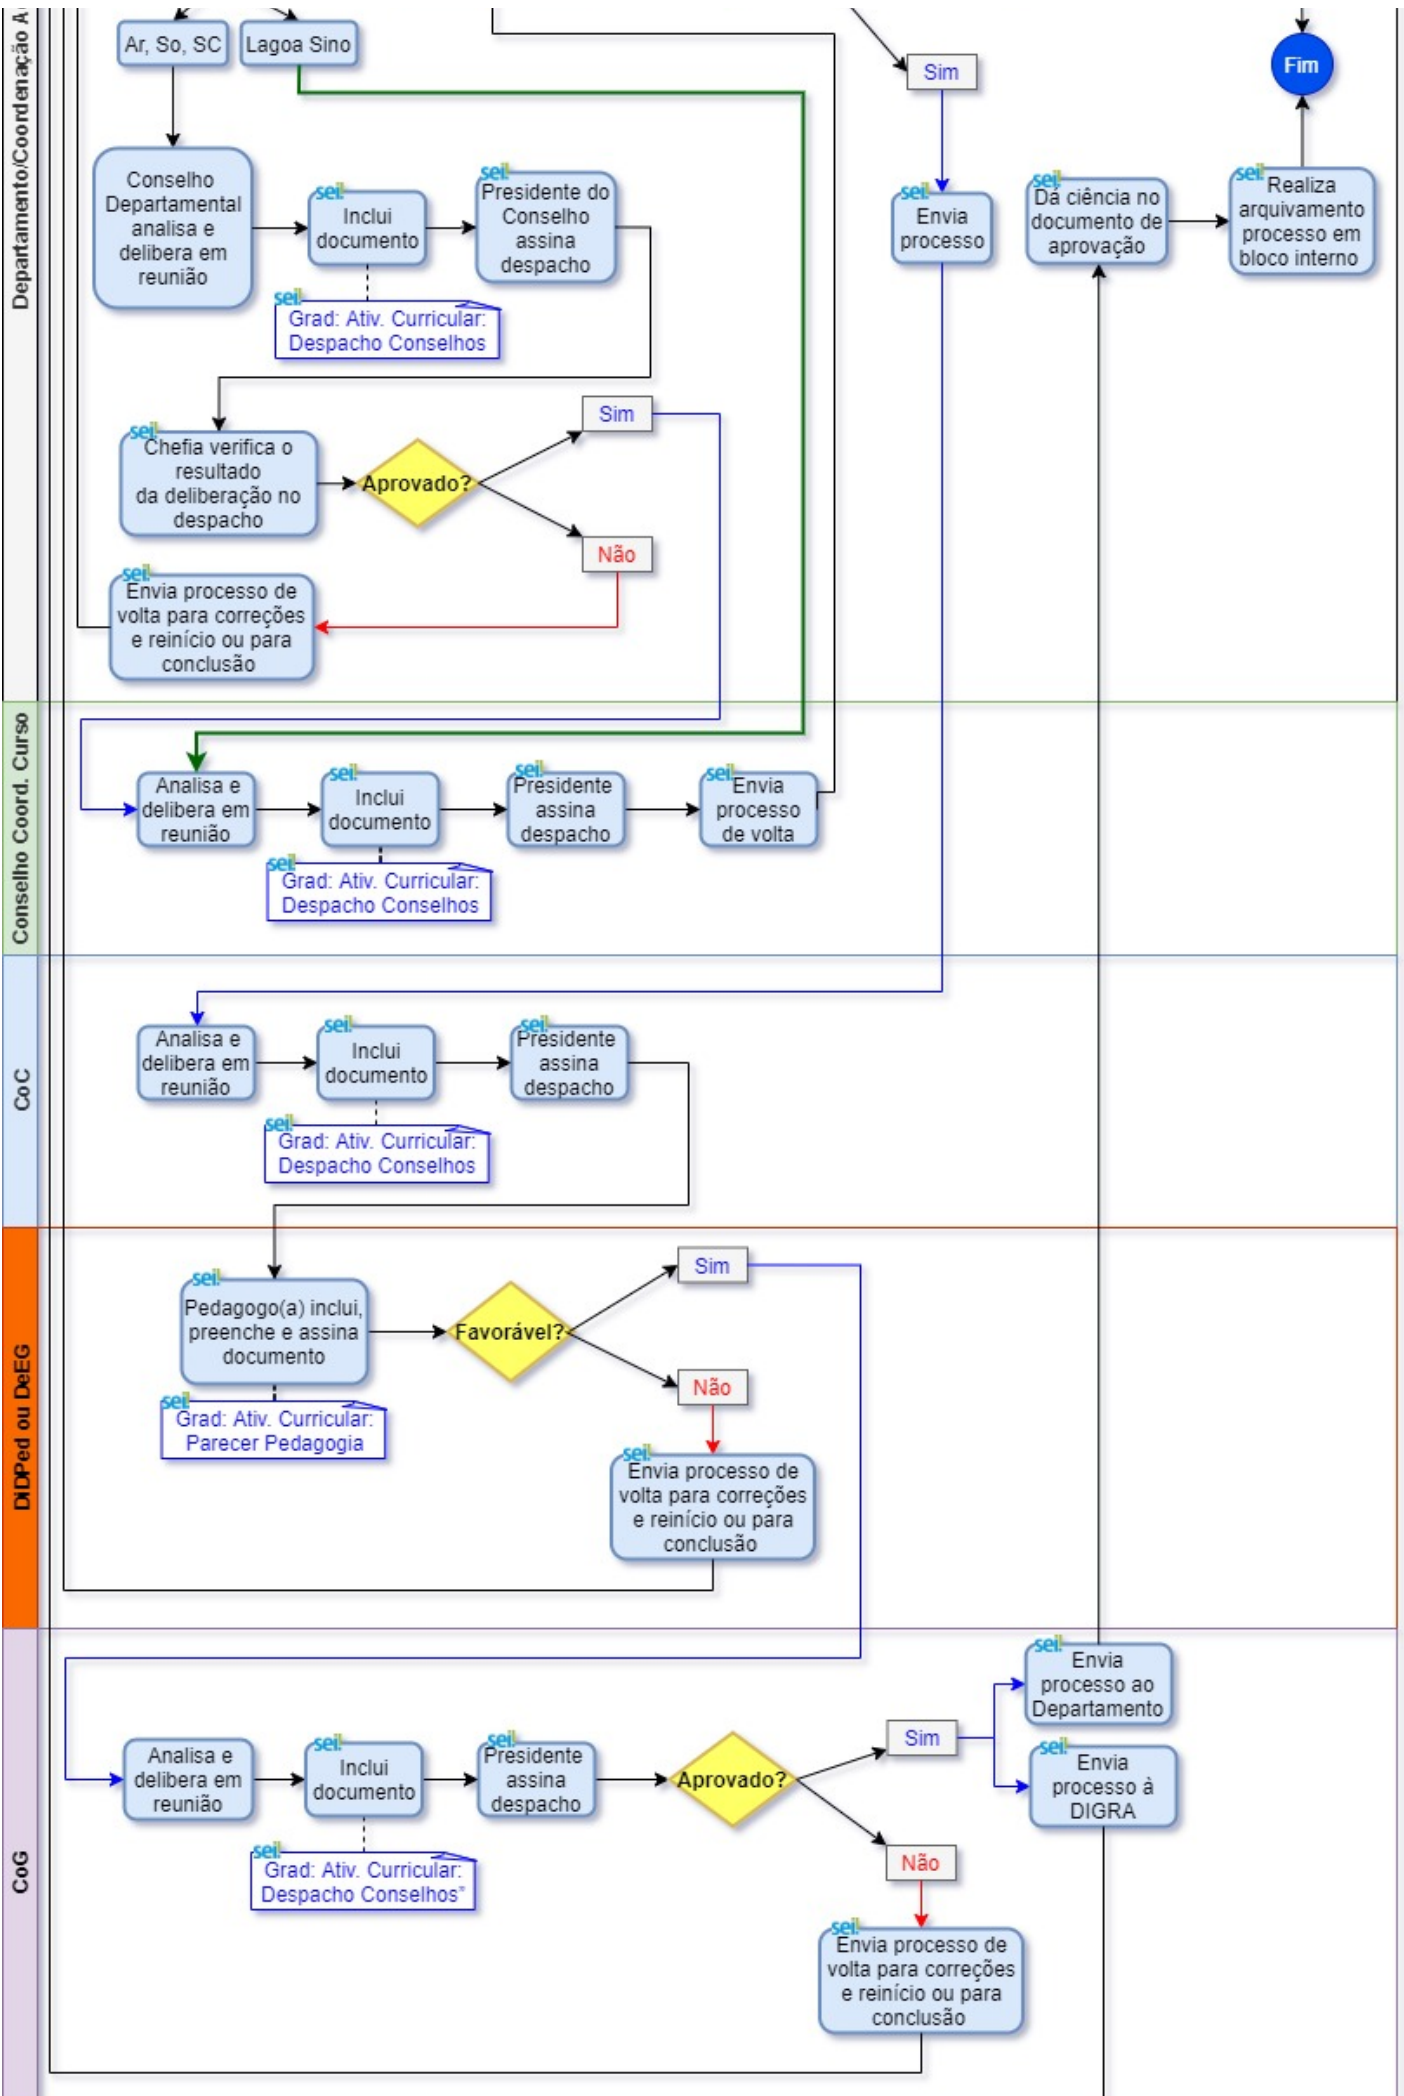 Departamento/Coordenação A
Ar, So, SC
Lagoa Sino
Sim
Fim
Conselho
Departamental
analisa e
delibera em
reunião
sei!
Inclui
documento
sei!
Grad: Ativ. Curricular:
Despacho Conselhos
sei!
Presidente do
Conselho
assina
despacho
sei!
Envia
processo
sei!
Dá ciência no
documento de
aprovação
sei!
Realiza
arquivamento
processo em
bloco interno
sei!
Chefia verifica o
resultado
da deliberação no
despacho
Aprovado?
Sim
Não
sei!
Envia processo de
volta para correções
e reinício ou para
conclusão
Conselho Coord. Curso
Analisa e
delibera em
reunião
sei!
Inclui
documento
sei!
Grad: Ativ. Curricular:
Despacho Conselhos
sei!
Presidente
assina
despacho
sei!
Envia
processo
de volta
CoC
Analisa e
delibera em
reunião
sei!
Inclui
documento
sei!
Grad: Ativ. Curricular:
Despacho Conselhos
sei!
Presidente
assina
despacho
DiDPed ou DeEG
sei!
Pedagogo(a) inclui,
preenche e assina
documento
sei!
Grad: Ativ. Curricular:
Parecer Pedagogia
Favorável?
Sim
Não
sei!
Envia processo de
volta para correções
e reinício ou para
conclusão
CoG
Analisa e
delibera em
reunião
sei!
Inclui
documento
sei!
Grad: Ativ. Curricular:
Despacho Conselhos"
sei!
Presidente
assina
despacho
Aprovado?
Sim
Não
sei!
Envia
processo ao
Departamento
sei!
Envia
processo à
DIGRA
sei!
Envia processo de
volta para correções
e reinício ou para
conclusão